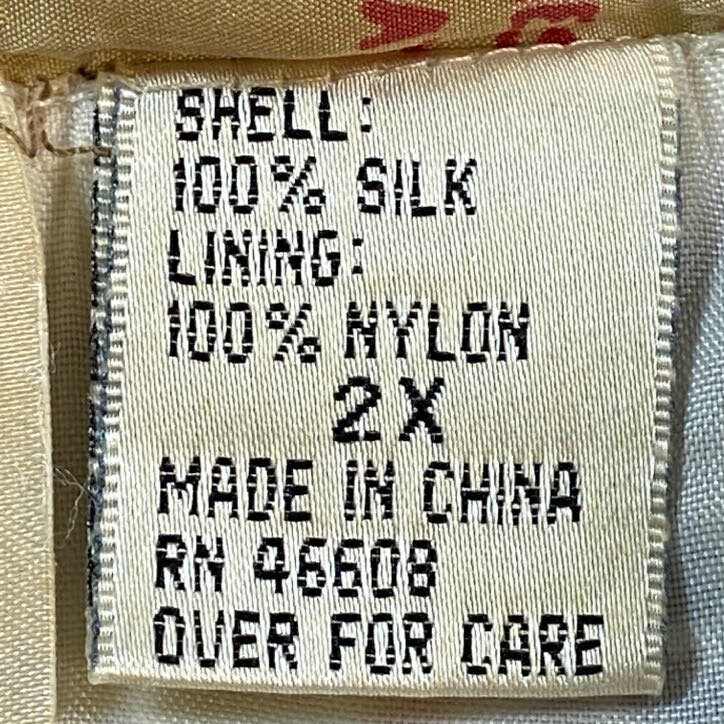 SHELL:
100% SILK
LINING:
100% NYLON
2X
MADE IN CHINA
RN 46608
OVER FOR CARE